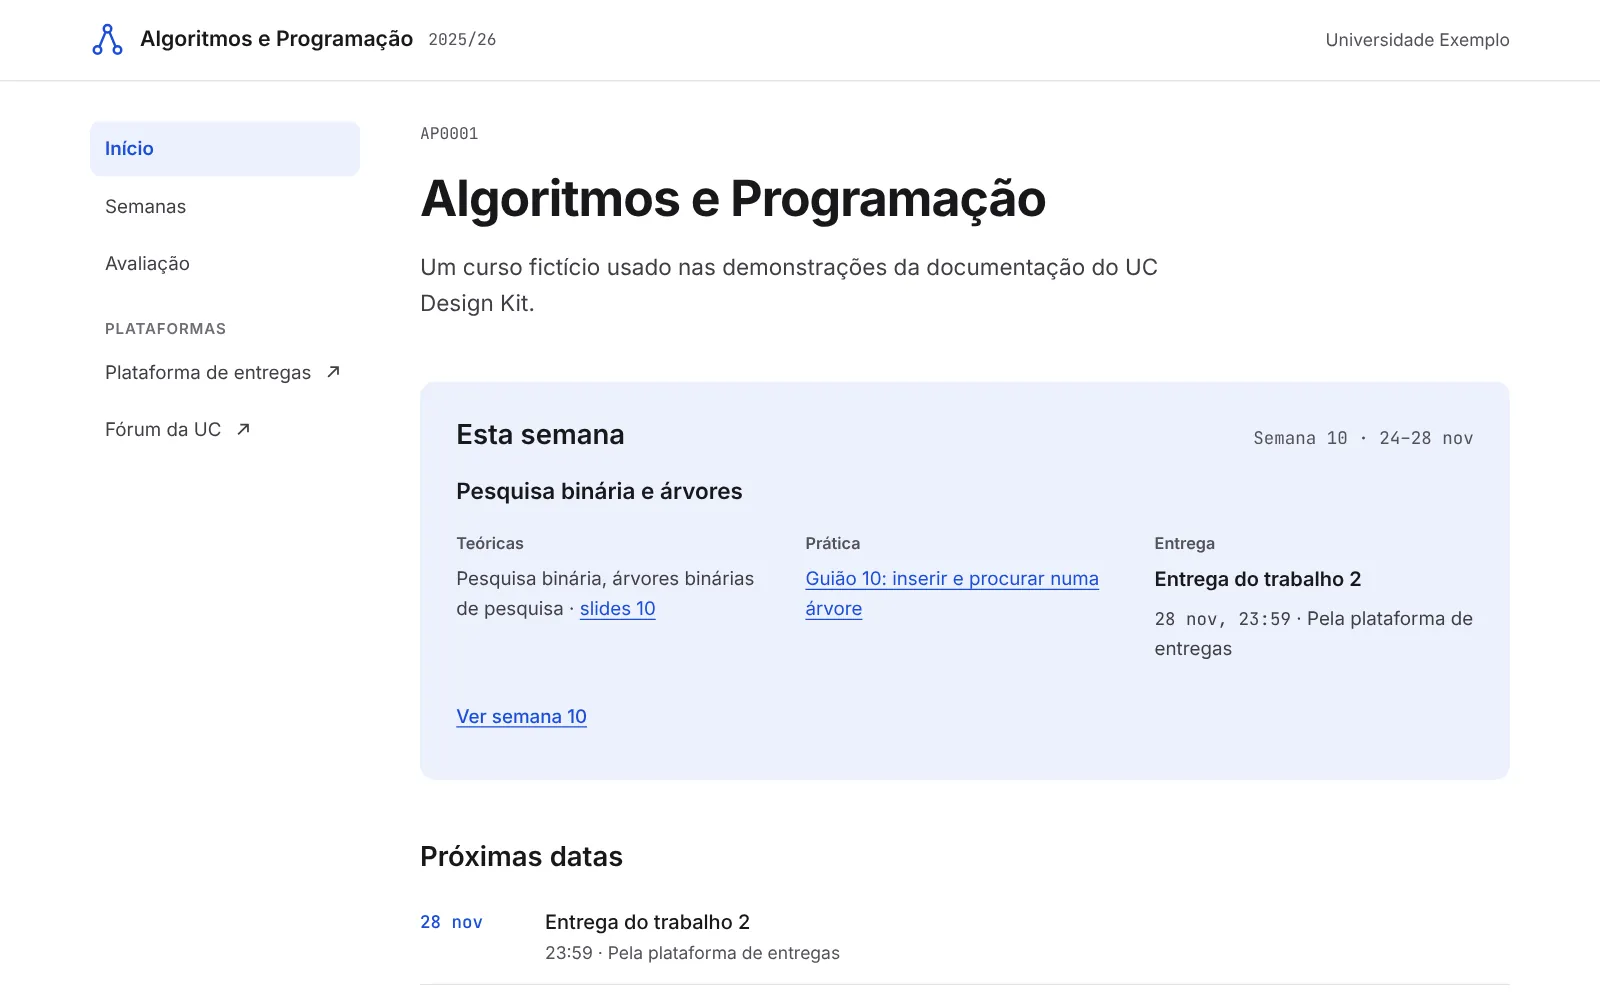 Algoritmos e Programação 2025/26
Universidade Exemplo
Início
Semanas
Avaliação
PLATAFORMAS
Plataforma de entregas ↗
Fórum da UC ↗
AP0001
Algoritmos e Programação
Um curso fictício usado nas demonstrações da documentação do UC
Design Kit.
Esta semana
Semana 10 · 24–28 nov
Pesquisa binária e árvores
Teóricas
Pesquisa binária, árvores binárias
de pesquisa · slides 10
Prática
Guião 10: inserir e procurar numa
árvore
Entrega
Entrega do trabalho 2
28 nov, 23:59 · Pela plataforma de
entregas
Ver semana 10
Próximas datas
28 nov
Entrega do trabalho 2
23:59 · Pela plataforma de entregas